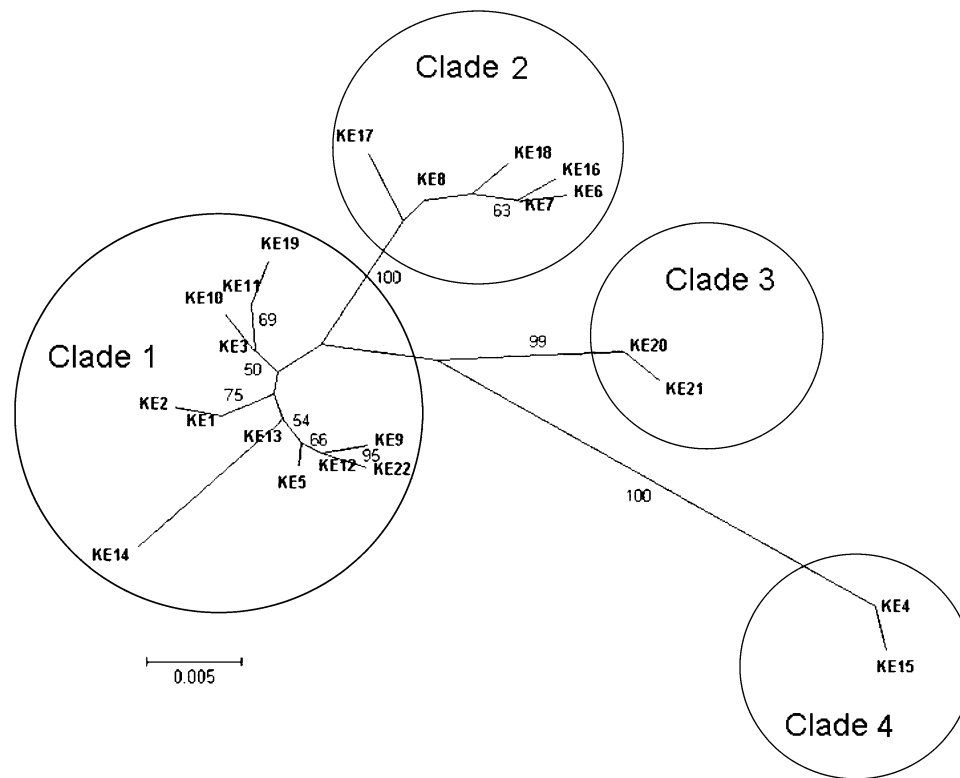 Clade 2
KE17
KE18
KE16
KE8
KE6
KE7
63
KE19
100
Clade 3
KE11
KE10
69
99
KE20
KE3
Clade 1
50
KE21
75
KE2
KE1
54
KE13
66
KE9
95
KE12
KE22
KE5
100
KE14
KE4
0.005
KE15
Clade 4